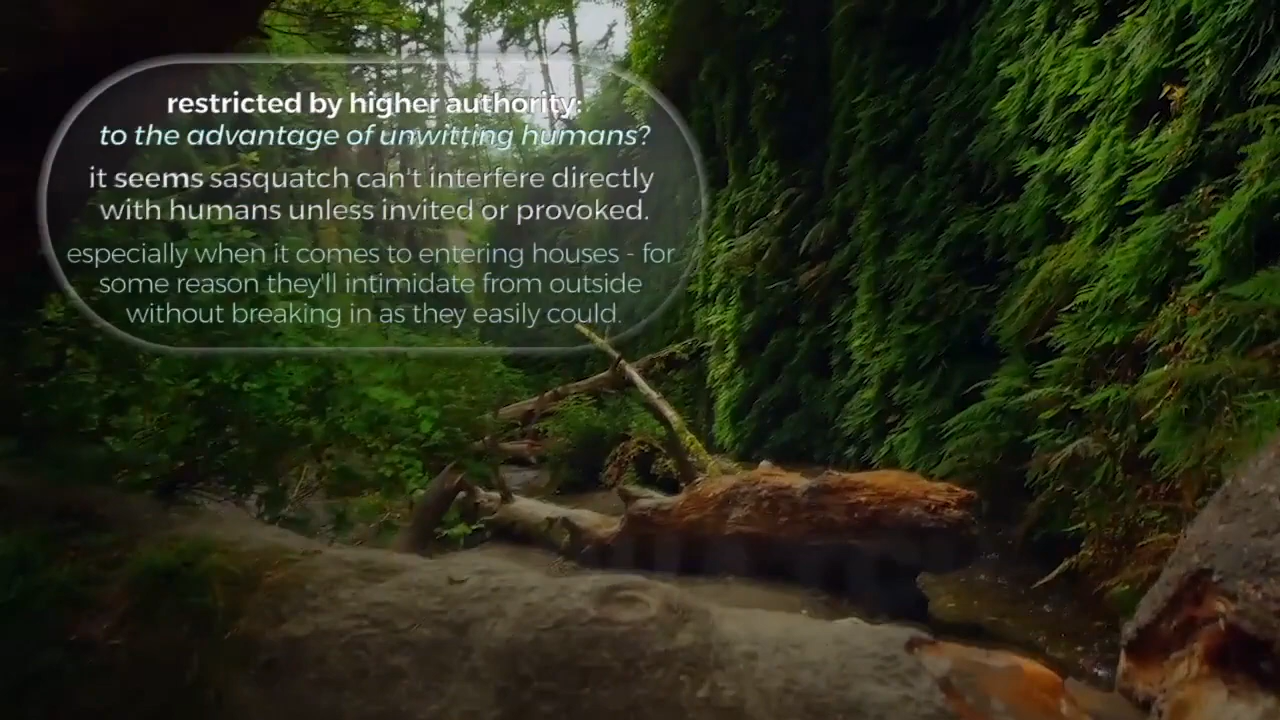 restricted by higher authority:
to the advantage of unwitting humans?
it seems sasquatch can't interfere directly
with humans unless invited or provoked.
especially when it comes to entering houses - for
some reason they'll intimidate from outside
without breaking in as they easily could.